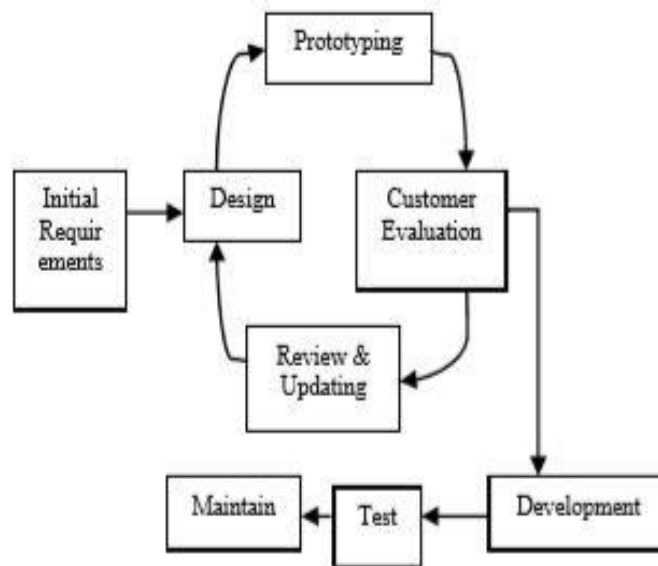 Prototyping
Initial
Requir
ements
Design
Customer
Evaluation
Review &
Updating
Maintain
Test
Development